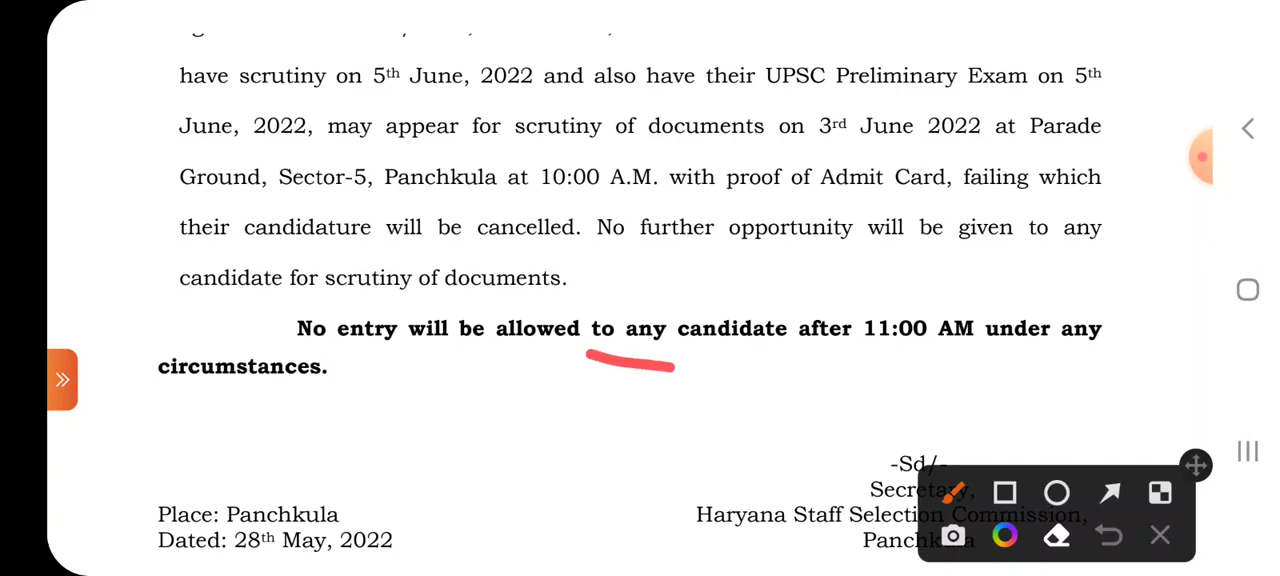 have scrutiny on 5th June, 2022 and also have their UPSC Preliminary Exam on 5th
June, 2022, may appear for scrutiny of documents on 3rd June 2022 at Parade
Ground, Sector-5, Panchkula at 10:00 A.M. with proof of Admit Card, failing which
their candidature will be cancelled. No further opportunity will be given to any
candidate for scrutiny of documents.
No entry will be allowed to any candidate after 11:00 AM under any
circumstances.
-Sd/-
Secretary,
Place: Panchkula
Haryana Staff Selection Commission,
Dated: 28th May, 2022
Panchkula